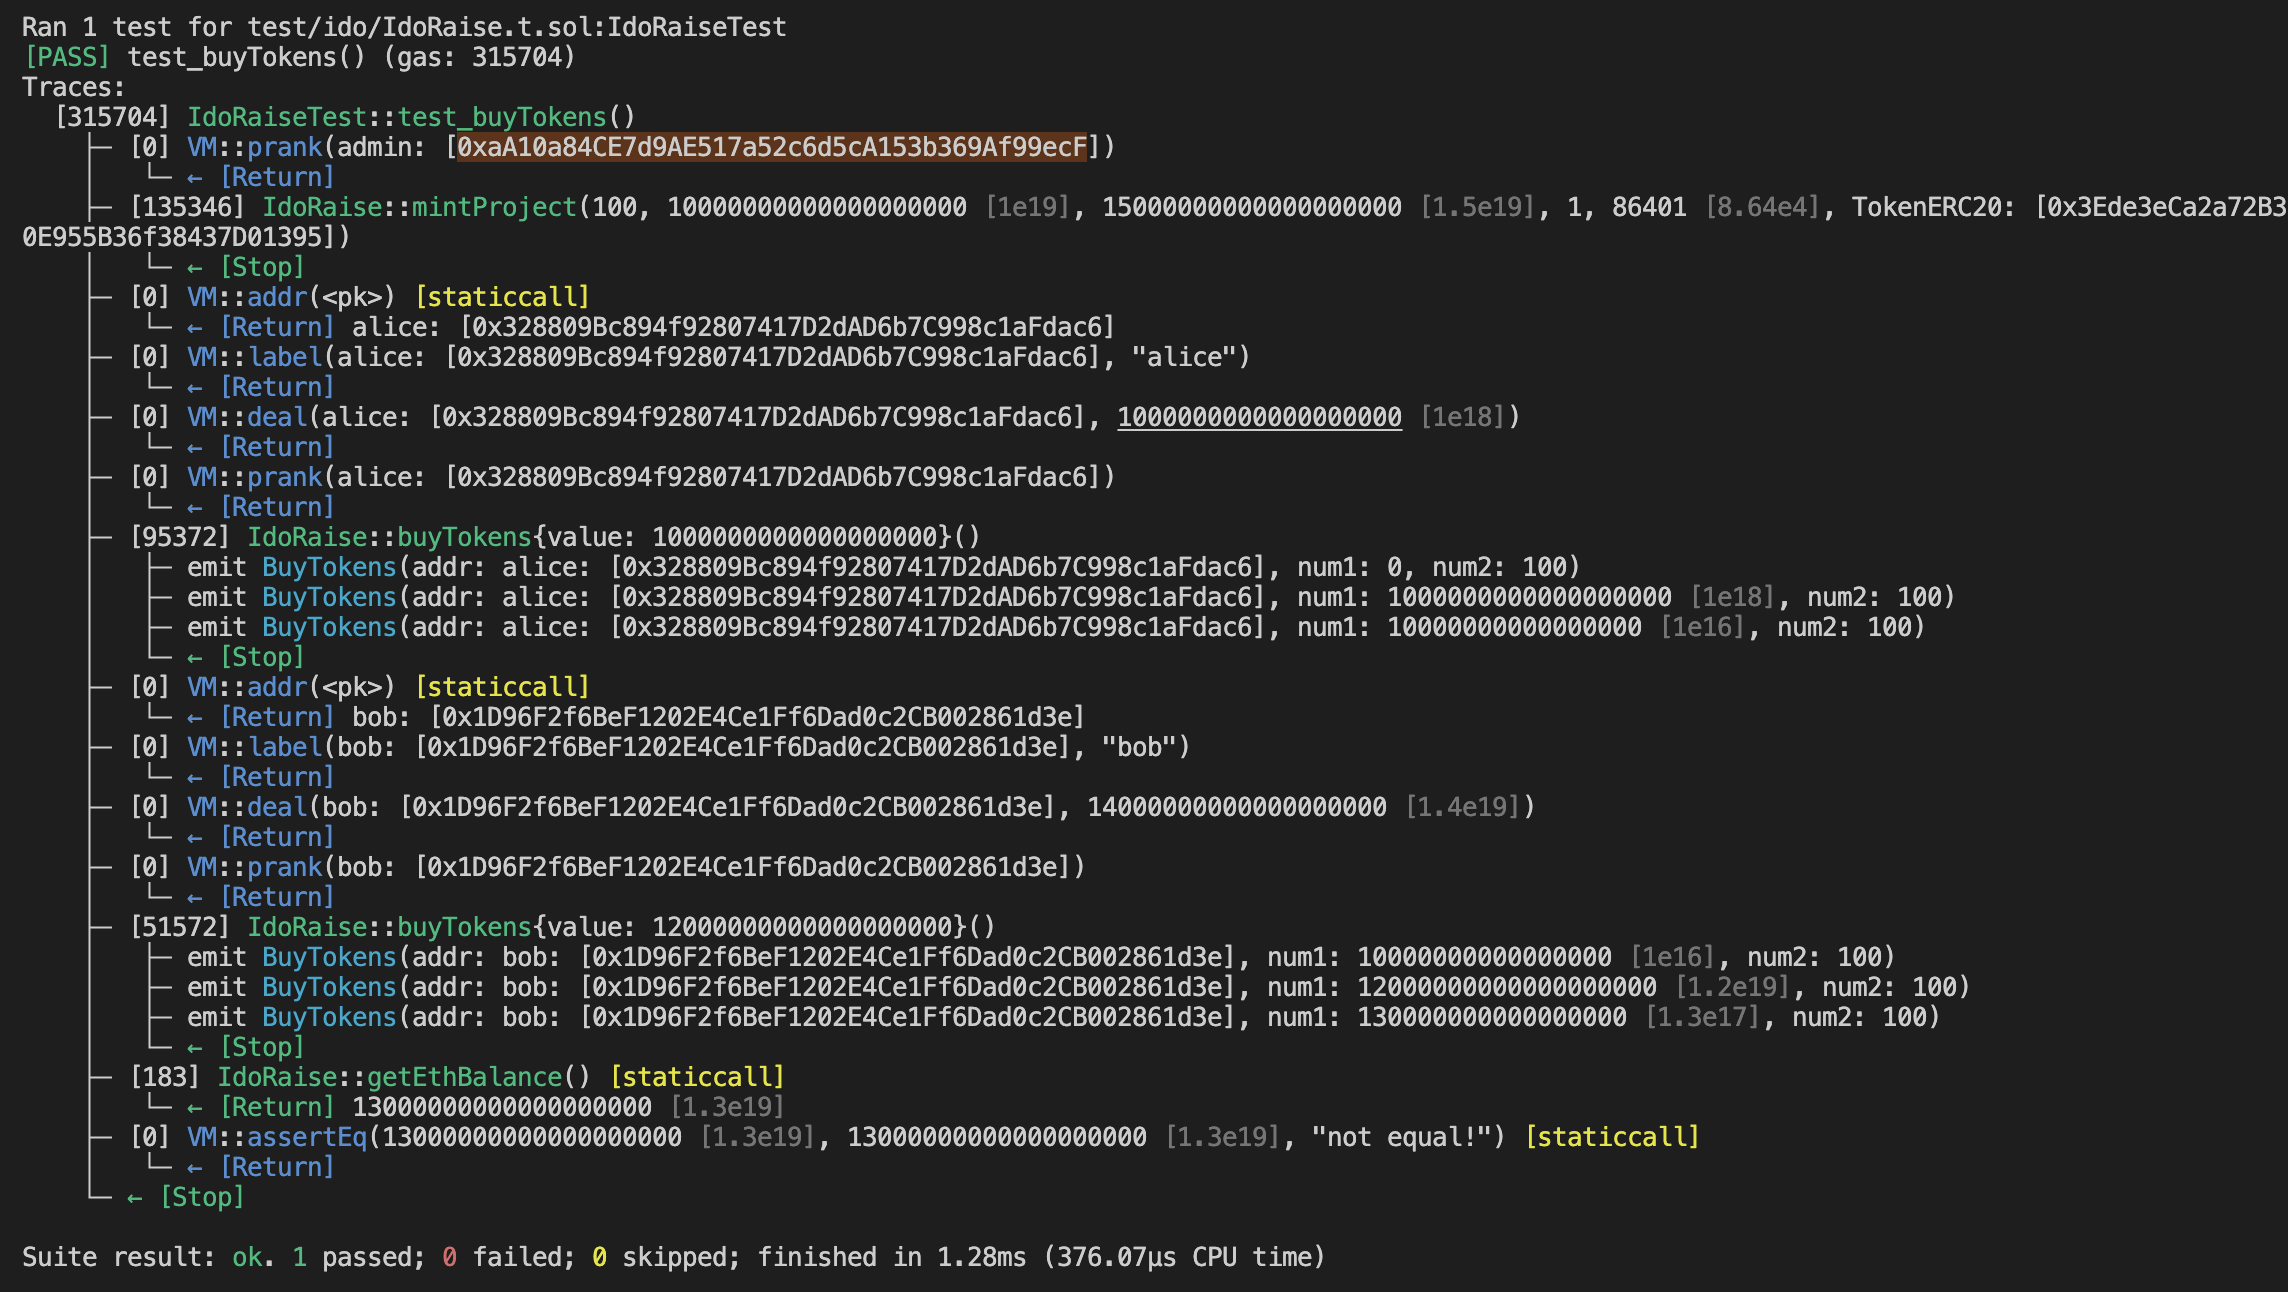 Ran 1 test for test/ido/IdoRaise.t.sol:IdoRaiseTest
[PASS] test_buyTokens() (gas: 315704)
Traces:
  [315704] IdoRaiseTest::test_buyTokens()
    ├─ [0] VM::prank(admin: [0xaA10a84CE7d9AE517a52c6d5cA153b369Af99ecF])
    │   └─ ← [Return]
    ├─ [135346] IdoRaise::mintProject(100, 10000000000000000000 [1e19], 15000000000000000000 [1.5e19], 1, 86401 [8.64e4], TokenERC20: [0x3Ede3eCa2a72B3
0E955B36f38437D01395])
    │   └─ ← [Stop]
    ├─ [0] VM::addr(<pk>) [staticcall]
    │   └─ ← [Return] alice: [0x328809Bc894f92807417D2dAD6b7C998c1aFdac6]
    ├─ [0] VM::label(alice: [0x328809Bc894f92807417D2dAD6b7C998c1aFdac6], "alice")
    │   └─ ← [Return]
    ├─ [0] VM::deal(alice: [0x328809Bc894f92807417D2dAD6b7C998c1aFdac6], 1000000000000000000 [1e18])
    │   └─ ← [Return]
    ├─ [0] VM::prank(alice: [0x328809Bc894f92807417D2dAD6b7C998c1aFdac6])
    │   └─ ← [Return]
    ├─ [95372] IdoRaise::buyTokens{value: 1000000000000000000}()
    │   ├─ emit BuyTokens(addr: alice: [0x328809Bc894f92807417D2dAD6b7C998c1aFdac6], num1: 0, num2: 100)
    │   ├─ emit BuyTokens(addr: alice: [0x328809Bc894f92807417D2dAD6b7C998c1aFdac6], num1: 1000000000000000000 [1e18], num2: 100)
    │   ├─ emit BuyTokens(addr: alice: [0x328809Bc894f92807417D2dAD6b7C998c1aFdac6], num1: 10000000000000000 [1e16], num2: 100)
    │   └─ ← [Stop]
    ├─ [0] VM::addr(<pk>) [staticcall]
    │   └─ ← [Return] bob: [0x1D96F2f6BeF1202E4Ce1Ff6Dad0c2CB002861d3e]
    ├─ [0] VM::label(bob: [0x1D96F2f6BeF1202E4Ce1Ff6Dad0c2CB002861d3e], "bob")
    │   └─ ← [Return]
    ├─ [0] VM::deal(bob: [0x1D96F2f6BeF1202E4Ce1Ff6Dad0c2CB002861d3e], 14000000000000000000 [1.4e19])
    │   └─ ← [Return]
    ├─ [0] VM::prank(bob: [0x1D96F2f6BeF1202E4Ce1Ff6Dad0c2CB002861d3e])
    │   └─ ← [Return]
    ├─ [51572] IdoRaise::buyTokens{value: 12000000000000000000}()
    │   ├─ emit BuyTokens(addr: bob: [0x1D96F2f6BeF1202E4Ce1Ff6Dad0c2CB002861d3e], num1: 10000000000000000 [1e16], num2: 100)
    │   ├─ emit BuyTokens(addr: bob: [0x1D96F2f6BeF1202E4Ce1Ff6Dad0c2CB002861d3e], num1: 12000000000000000000 [1.2e19], num2: 100)
    │   ├─ emit BuyTokens(addr: bob: [0x1D96F2f6BeF1202E4Ce1Ff6Dad0c2CB002861d3e], num1: 130000000000000000 [1.3e17], num2: 100)
    │   └─ ← [Stop]
    ├─ [183] IdoRaise::getEthBalance() [staticcall]
    │   └─ ← [Return] 13000000000000000000 [1.3e19]
    ├─ [0] VM::assertEq(13000000000000000000 [1.3e19], 13000000000000000000 [1.3e19], "not equal!") [staticcall]
    │   └─ ← [Return]
    └─ ← [Stop]
Suite result: ok. 1 passed; 0 failed; 0 skipped; finished in 1.28ms (376.07µs CPU time)